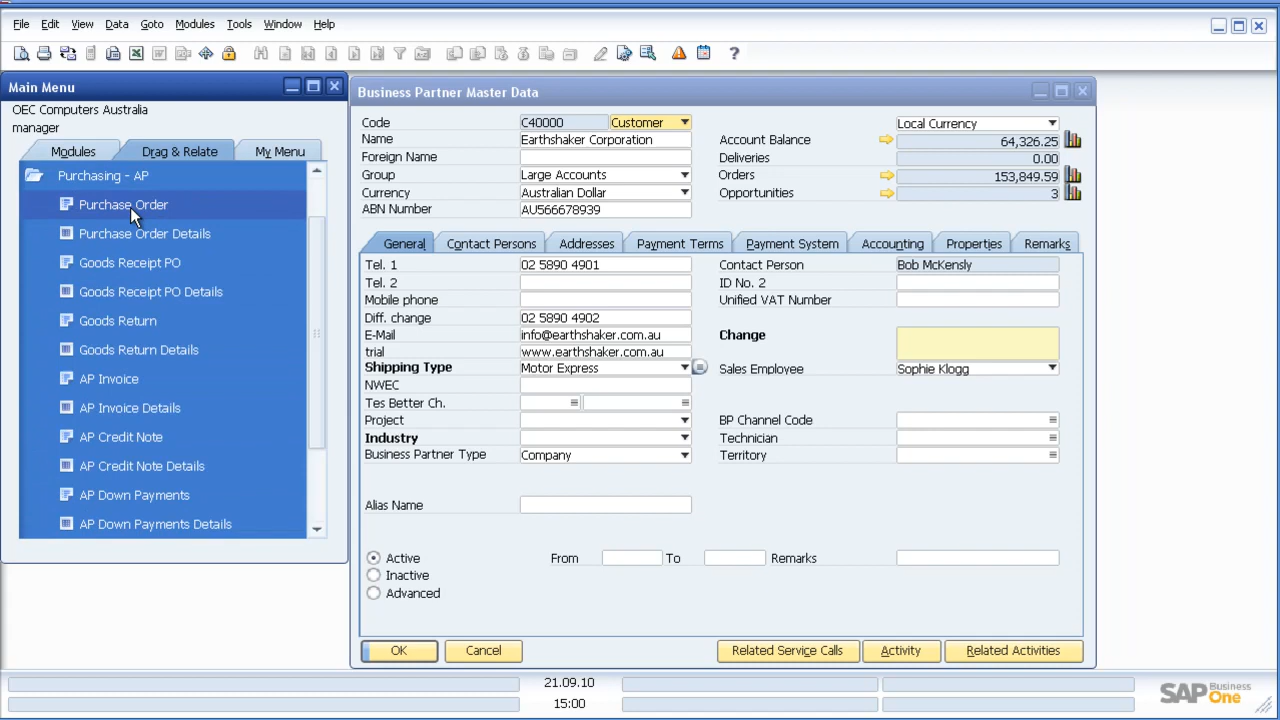 File Edit View Data Goto Modules Tools Window Help
Main Menu
OEC Computers Australia
manager
Modules Drag & Relate My Menu
Purchasing - AP
Purchase Order
Purchase Order Details
Goods Receipt PO
Goods Receipt PO Details
Goods Return
Goods Return Details
AP Invoice
AP Invoice Details
AP Credit Note
AP Credit Note Details
AP Down Payments
AP Down Payments Details
Business Partner Master Data
Code C40000 Customer Local Currency
Name Earthshaker Corporation Account Balance 64,326.25
Foreign Name Deliveries 0.00
Group Large Accounts Orders 153,849.59
Currency Australian Dollar Opportunities 3
ABN Number AU566678939
General Contact Persons Addresses Payment Terms Payment System Accounting Properties Remarks
Tel. 1 02 5890 4901 Contact Person Bob McKensly
Tel. 2 ID No. 2
Mobile phone Unified VAT Number
Diff. change 02 5890 4902
E-Mail info@earthshaker.com.au Change
trial www.earthshaker.com.au
Shipping Type Motor Express Sales Employee Sophie Klogg
NWEC
Tes Better Ch.
Project BP Channel Code
Industry Technician
Business Partner Type Company Territory
Alias Name
Active From To Remarks
Inactive
Advanced
OK Cancel Related Service Calls Activity Related Activities
21.09.10
15:00
SAP Business One